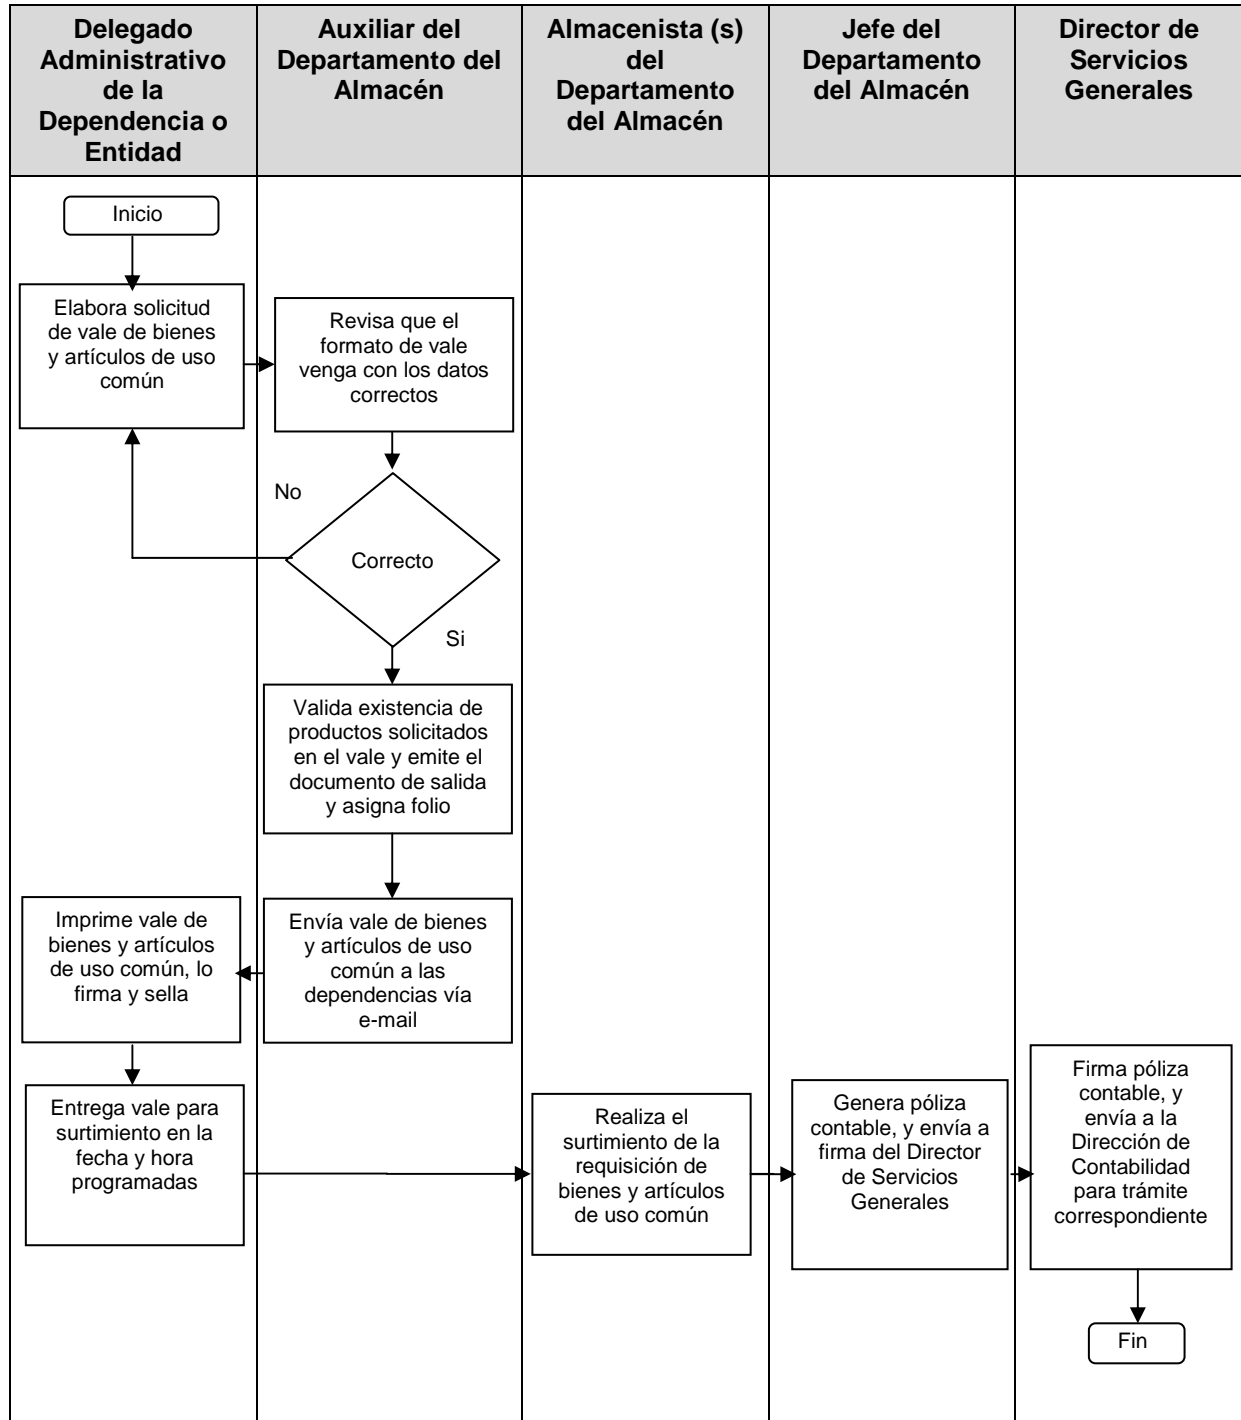 Delegado
Administrativo
de la
Dependencia o
Entidad
Auxiliar del
Departamento del
Almacén
Almacenista (s)
del
Departamento
del Almacén
Jefe del
Departamento
del Almacén
Director de
Servicios
Generales
Inicio
Elabora solicitud
de vale de bienes
y artículos de uso
común
Revisa que el
formato de vale
venga con los datos
correctos
No
Correcto
Si
Valida existencia de
productos solicitados
en el vale y emite el
documento de salida
y asigna folio
Envía vale de bienes
y artículos de uso
común a las
dependencias vía
e-mail
Imprime vale de
bienes y artículos
de uso común, lo
firma y sella
Entrega vale para
surtimiento en la
fecha y hora
programadas
Realiza el
surtimiento de la
requisición de
bienes y artículos
de uso común
Genera póliza
contable, y envía a
firma del Director
de Servicios
Generales
Firma póliza
contable, y
envía a la
Dirección de
Contabilidad
para trámite
correspondiente
Fin